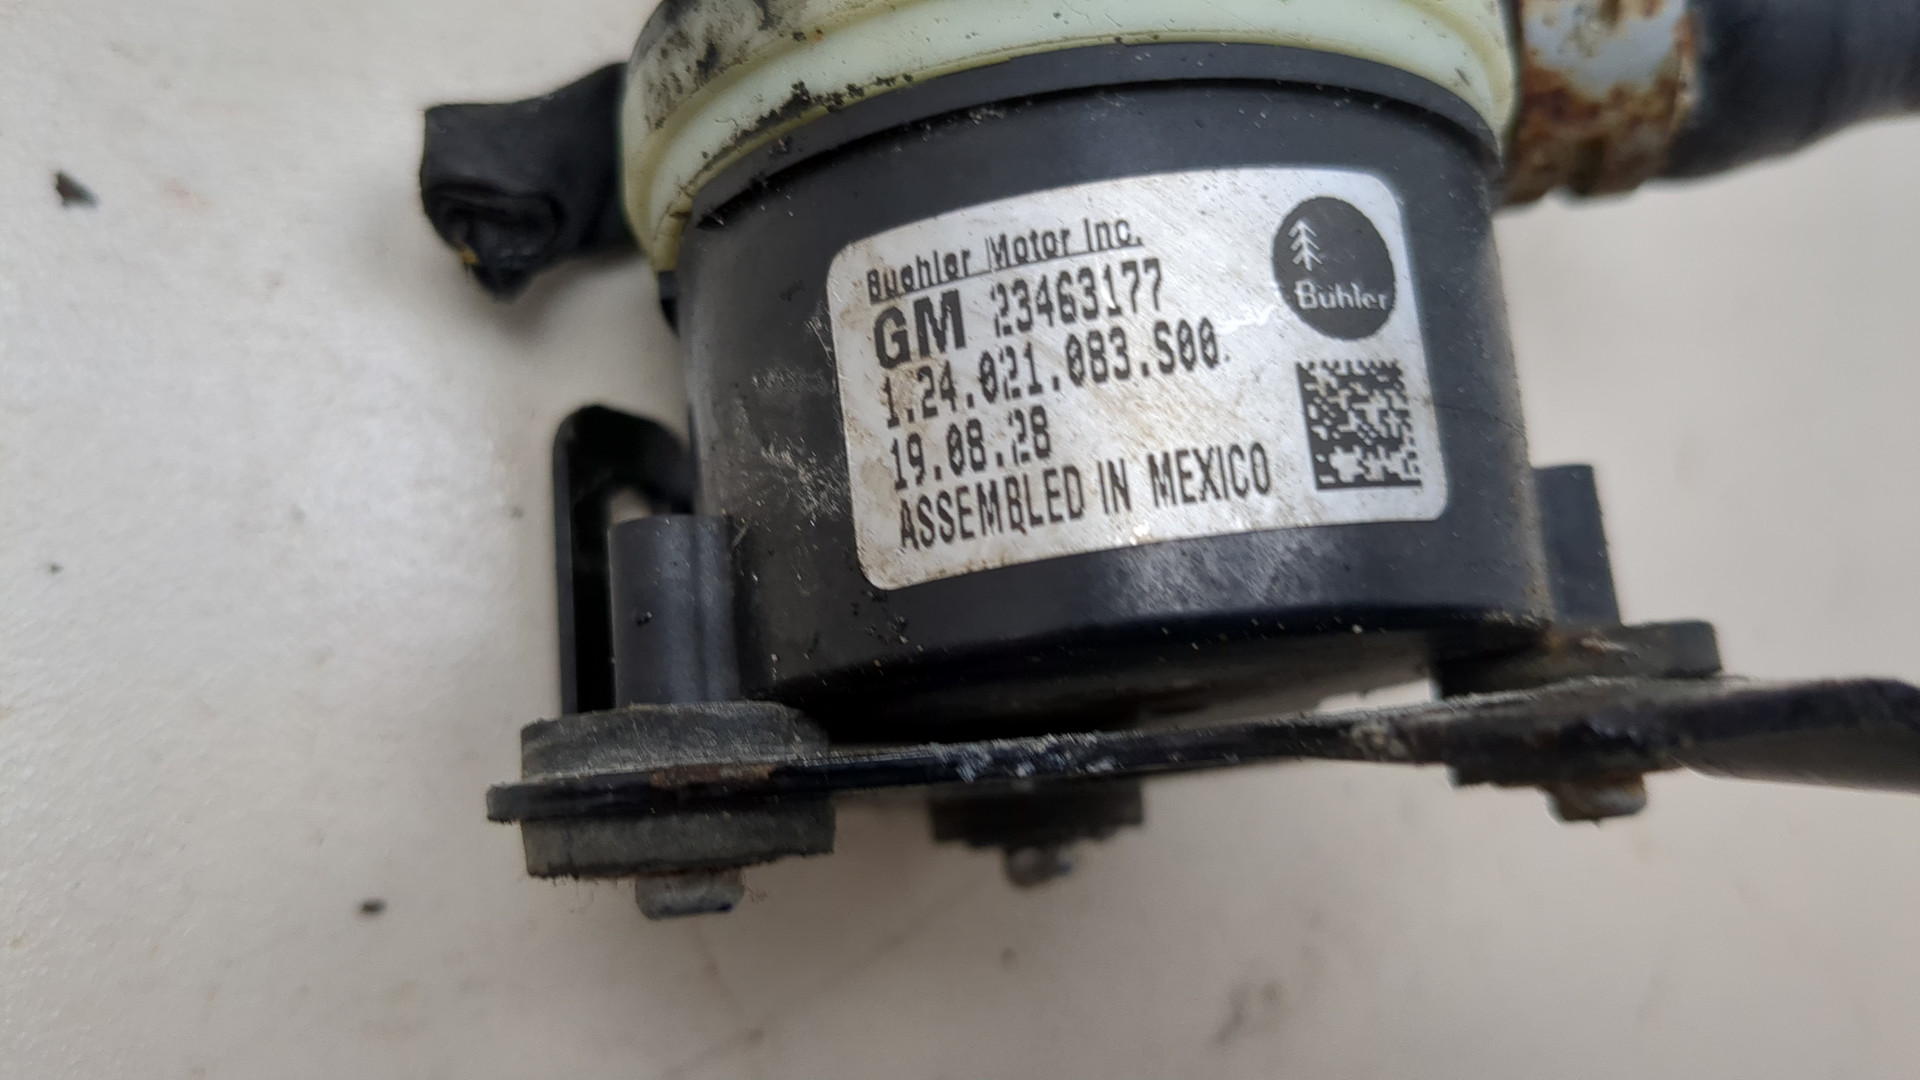 Buehler Motor Inc.
GM 23463177
1.24.021.083.S00
19.08.28
ASSEMBLED IN MEXICO
Bühler